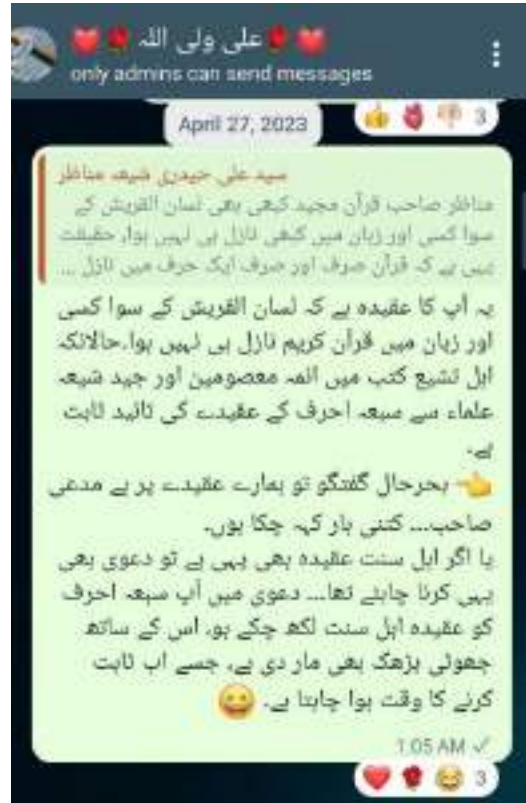 علی ولی اللہ
only admins can send messages
3
April 27, 2023
سید علی حیدری شیعہ مناظر
مناظر صاحب قرآن مجید کبھی بھی لسان القریش کے
سوا کسی اور زبان میں کبھی نازل ہی نہیں ہوا، حقیقت
یہی ہے کہ قرآن صرف اور صرف ایک حرف میں نازل ...
یہ آپ کا عقیدہ ہے کہ لسان القریش کے سوا کسی
اور زبان میں قرآن کریم نازل ہی نہیں ہوا،حالانکہ
اہل تشیع کتب میں ائمہ معصومین اور جید شیعہ
علماء سے سبعہ احرف کے عقیدے کی تائید ثابت
ہے۔
👈 بحرحال گفتگو تو ہمارے عقیدے پر ہے مدعی
صاحب... کتنی بار کہہ چکا ہوں۔
یا اگر اہل سنت عقیدہ بھی یہی ہے تو دعوی بھی
یہی کرنا چاہئے تھا... دعوی میں آپ سبعہ احرف
کو عقیدہ اہل سنت لکھ چکے ہو، اس کے ساتھ
جھوٹی بڑھک بھی مار دی ہے، جسے اب ثابت
کرنے کا وقت ہوا چاہتا ہے۔ 😄
1:05 AM ✓
3